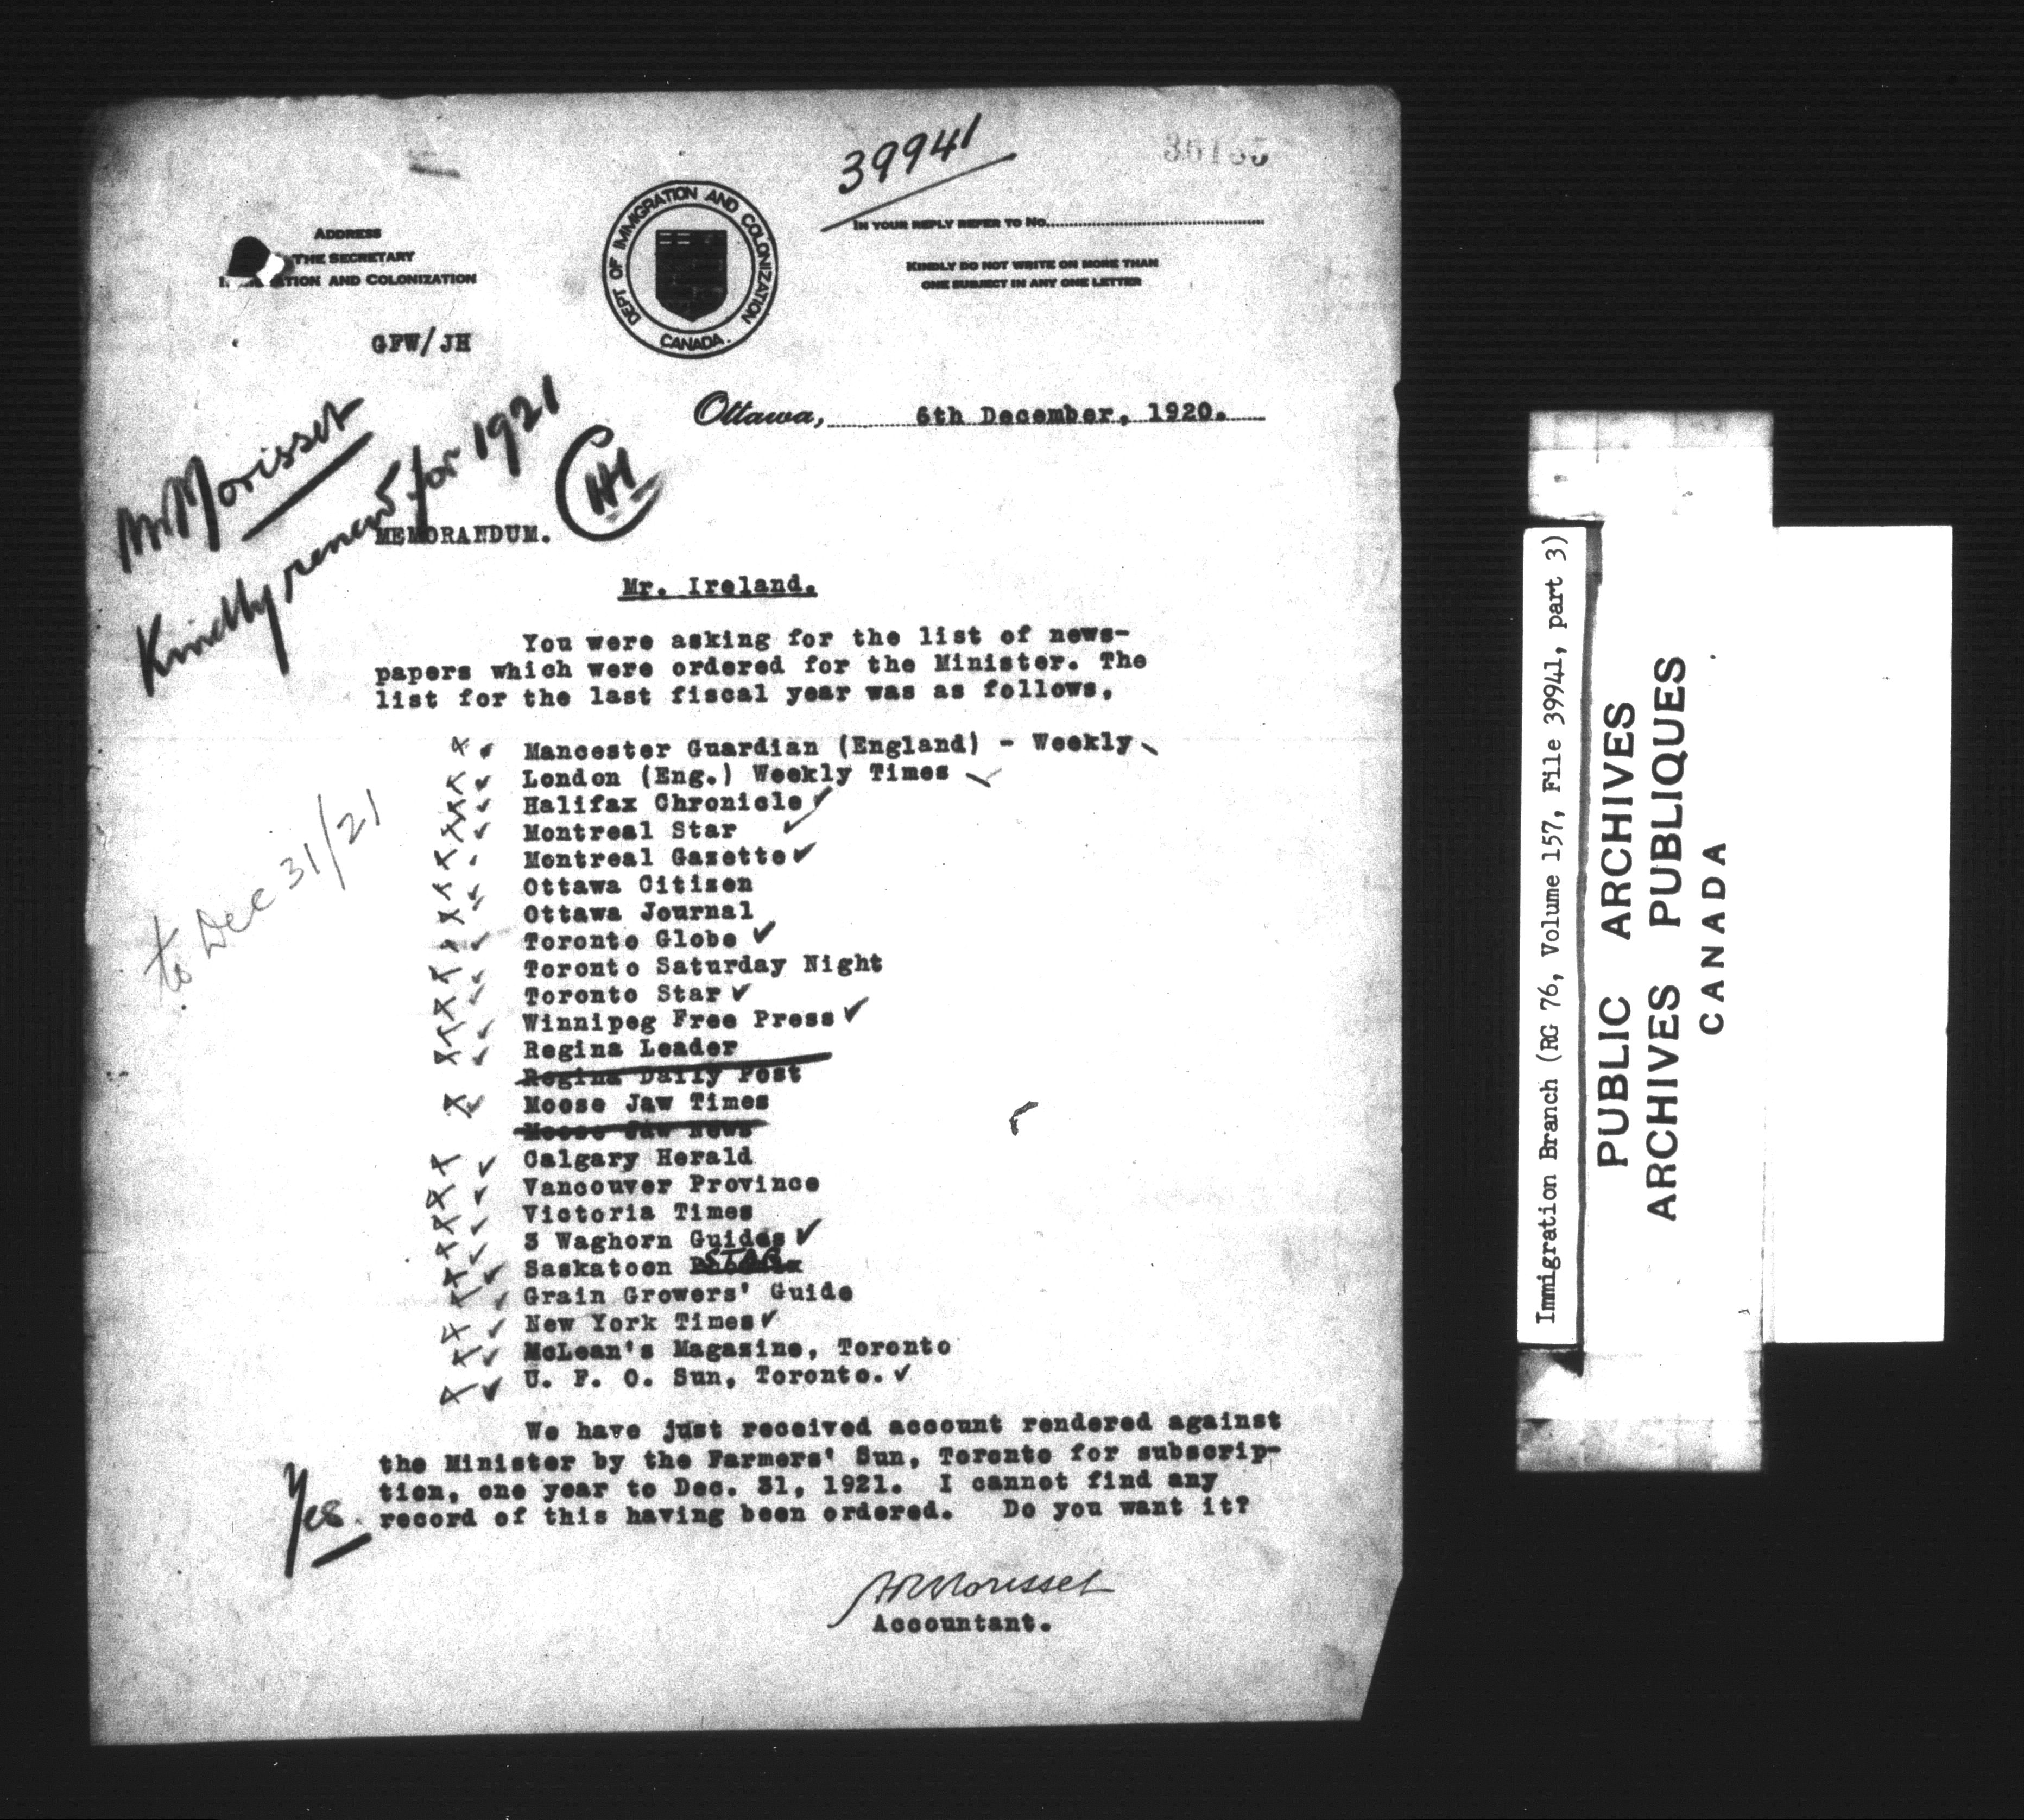 39941
ADDRESS
THE SECRETARY
TION AND COLONIZATION
DEPT OF IMMIGRATION AND COLONIZATION
CANADA.
IN YOUR REPLY REFER TO No.
KINDLY DO NOT WRITE ON MORE THAN
ONE SUBJECT IN ANY ONE LETTER
GFW/JH
Ottawa, 6th December, 1920.
Mr Morisset
Kindly renew for 1921
MEMORANDUM.
Mr. Ireland.
You were asking for the list of news-
papers which were ordered for the Minister. The
list for the last fiscal year was as follows,
Mancester Guardian (England) - Weekly
London (Eng.) Weekly Times
Halifax Chronicle
Montreal Star
Montreal Gazette
Ottawa Citizen
Ottawa Journal
Toronto Globe
Toronto Saturday Night
Toronto Star
Winnipeg Free Press
Regina Leader
Regina Daily Post
Moose Jaw Times
Moose Jaw News
Calgary Herald
Vancouver Province
Victoria Times
3 Waghorn Guides
Saskatoon STAR
Grain Growers' Guide
New York Times
McLean's Magazine, Toronto
U. F. O. Sun, Toronto.
to Dec 31/21
We have just received account rendered against
the Minister by the Farmers' Sun, Toronto for subscrip-
tion, one year to Dec. 31, 1921. I cannot find any
record of this having been ordered. Do you want it?
Yes.
Morisset
Accountant.
Immigration Branch (RG 76, Volume 157, File 39941, part 3)
PUBLIC ARCHIVES
ARCHIVES PUBLIQUES
CANADA